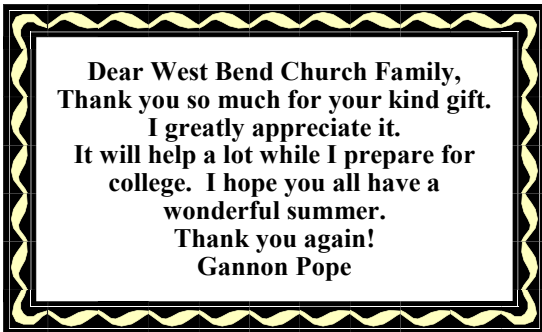 Dear West Bend Church Family,
Thank you so much for your kind gift.
I greatly appreciate it.
It will help a lot while I prepare for
college.  I hope you all have a
wonderful summer.
Thank you again!
Gannon Pope